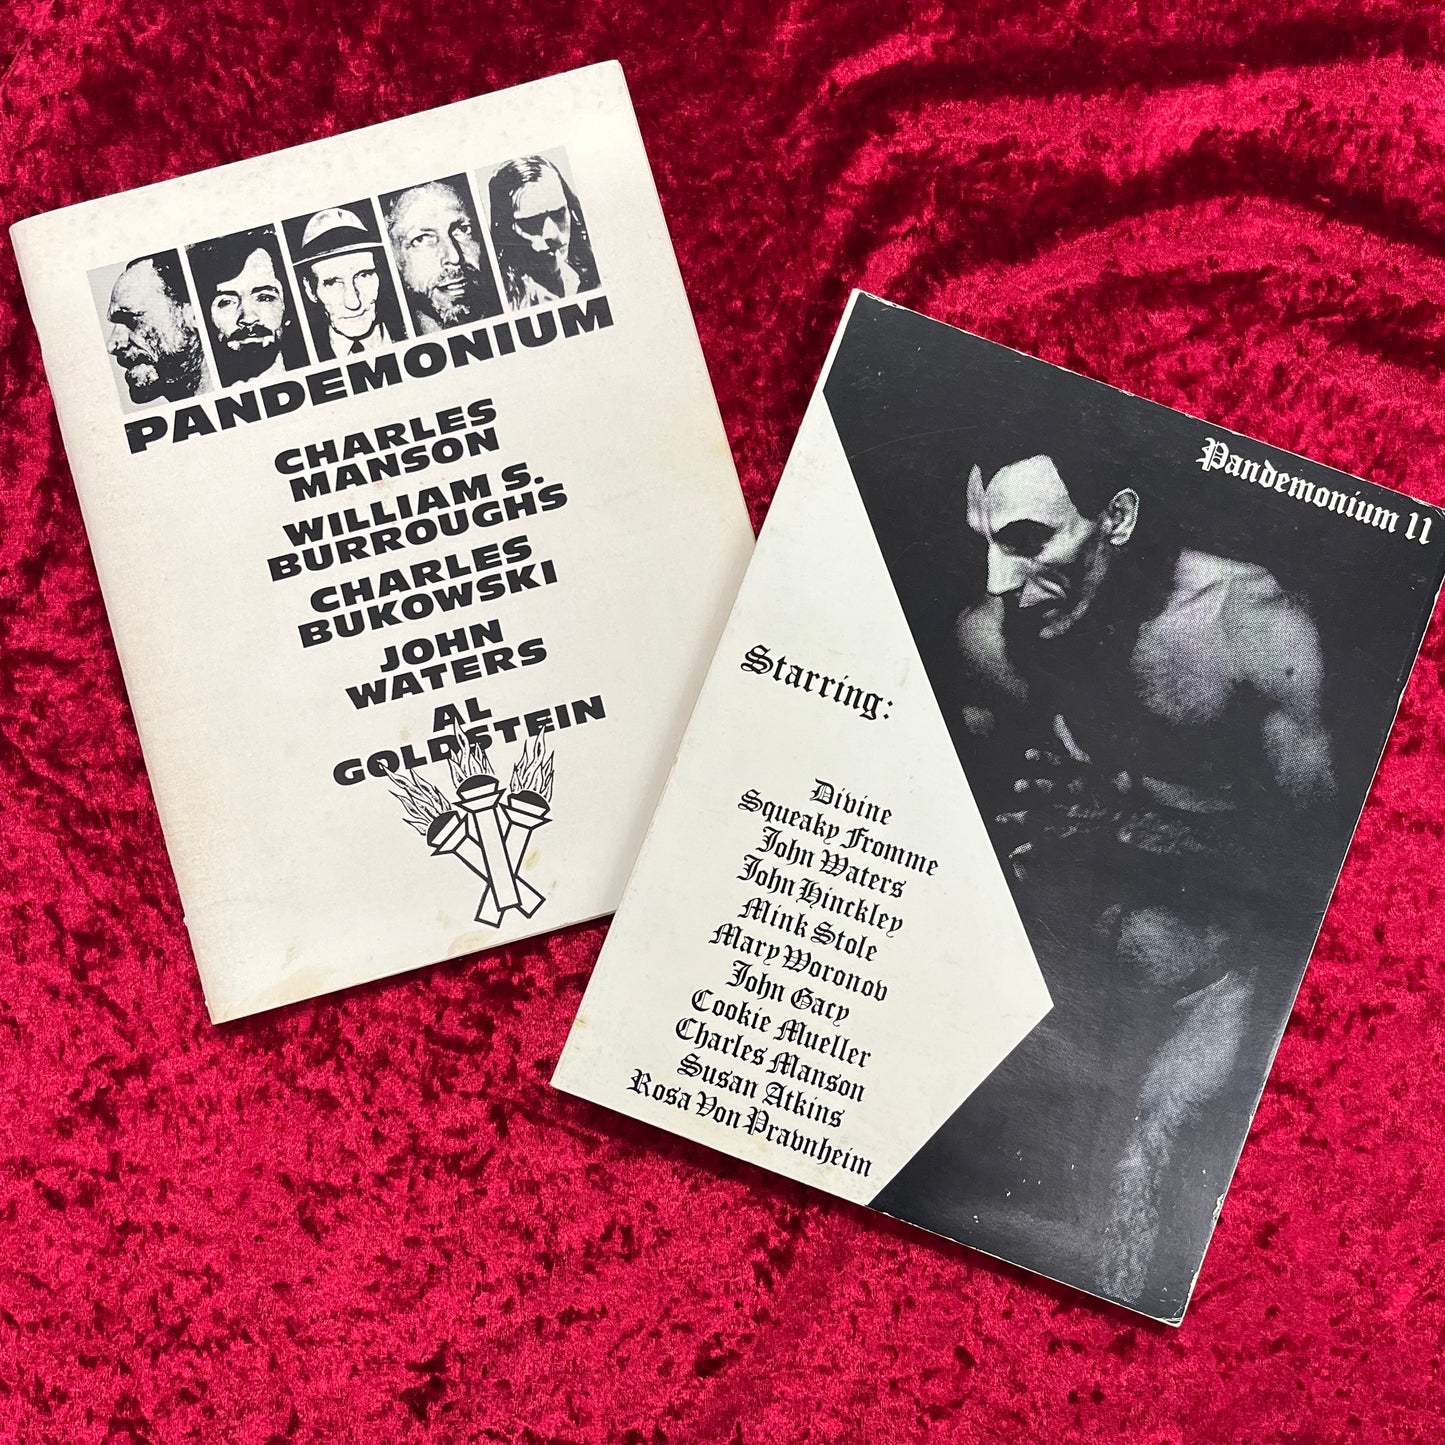 PANDEMONIUM
CHARLES
MANSON
WILLIAM S.
BURROUGHS
CHARLES
BUKOWSKI
JOHN
WATERS
AL
GOLDSTEIN
Pandemonium 11
Starring:
Divine
Squeaky Fromme
John Waters
John Hinckley
Mink Stole
Mary Woronov
John Gacy
Cookie Mueller
Charles Manson
Susan Atkins
Rosa Von Pravnheim